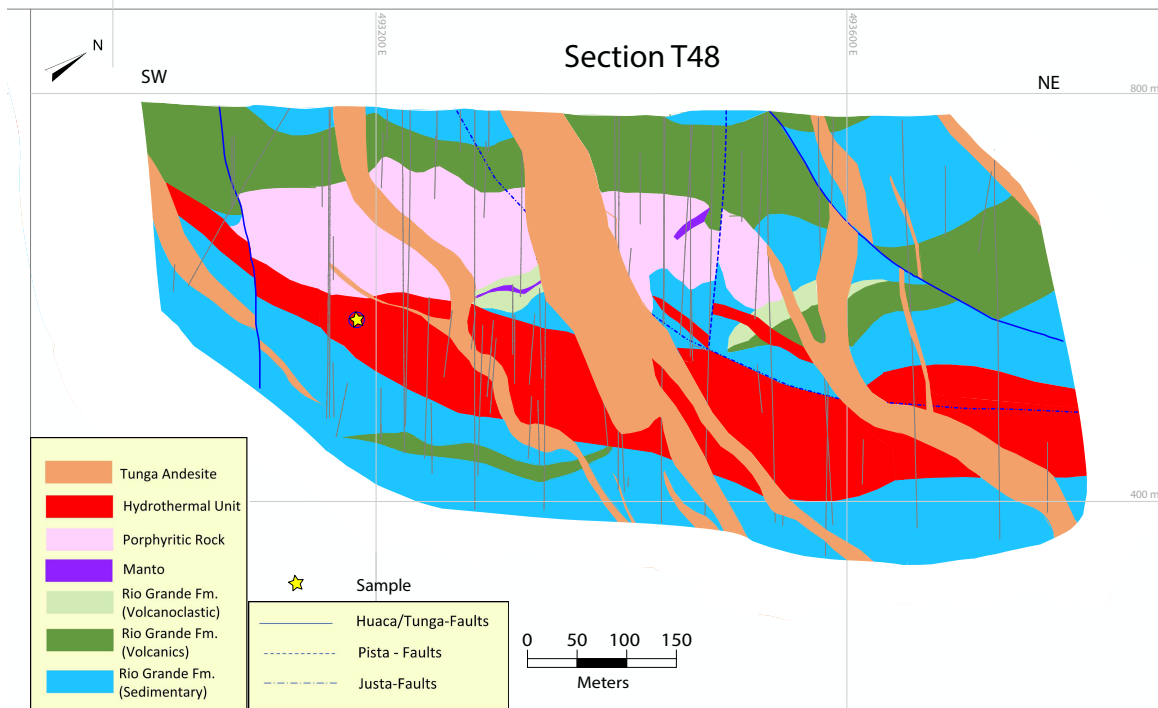 493200 E
493600 E
N
Section T48
SW
NE
800 m
400 m
Tunga Andesite
Hydrothermal Unit
Porphyritic Rock
Manto
Rio Grande Fm.
(Volcanoclastic)
Rio Grande Fm.
(Volcanics)
Rio Grande Fm.
(Sedimentary)
Sample
Huaca/Tunga-Faults
Pista - Faults
Justa-Faults
0 50 100 150
Meters